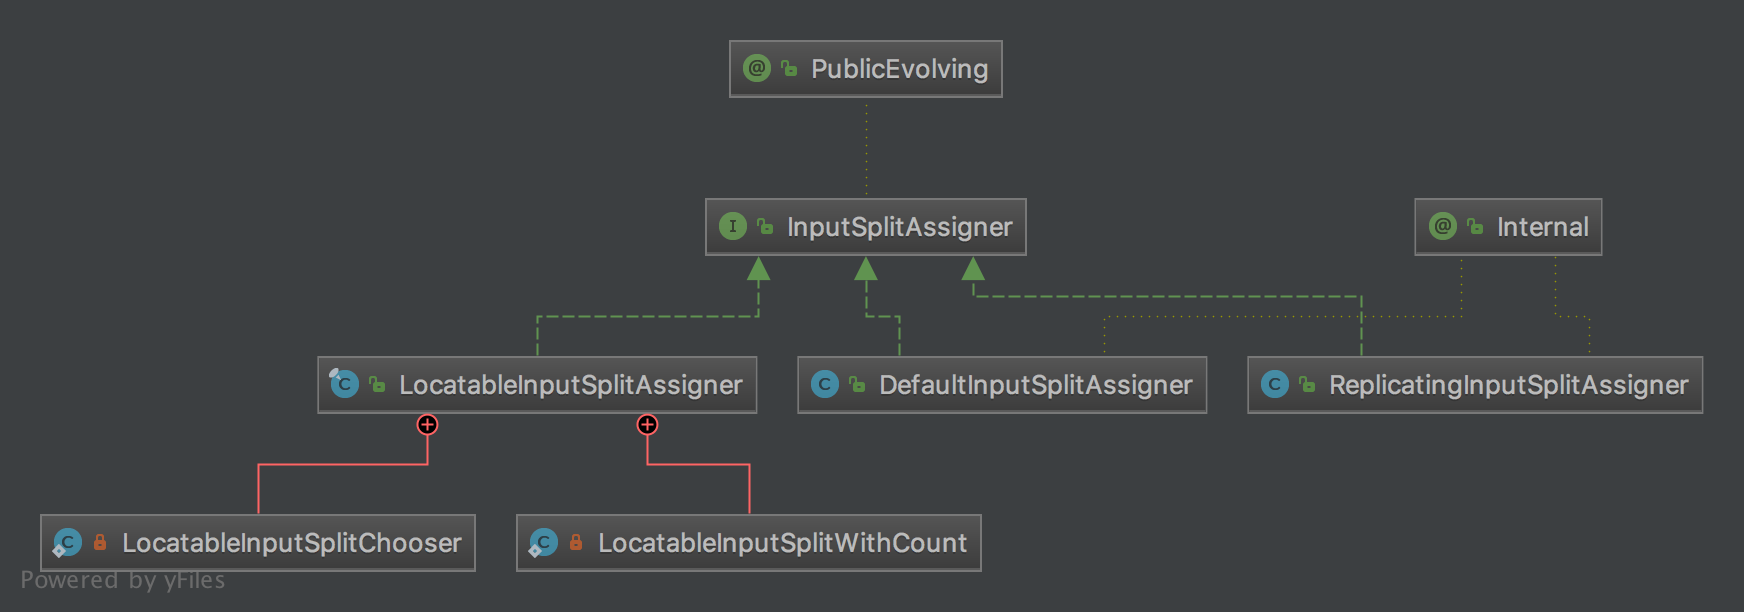 @ PublicEvolving
I InputSplitAssigner
@ Internal
C LocatableInputSplitAssigner
C DefaultInputSplitAssigner
C ReplicatingInputSplitAssigner
C LocatableInputSplitChooser
C LocatableInputSplitWithCount
Powered by yFiles